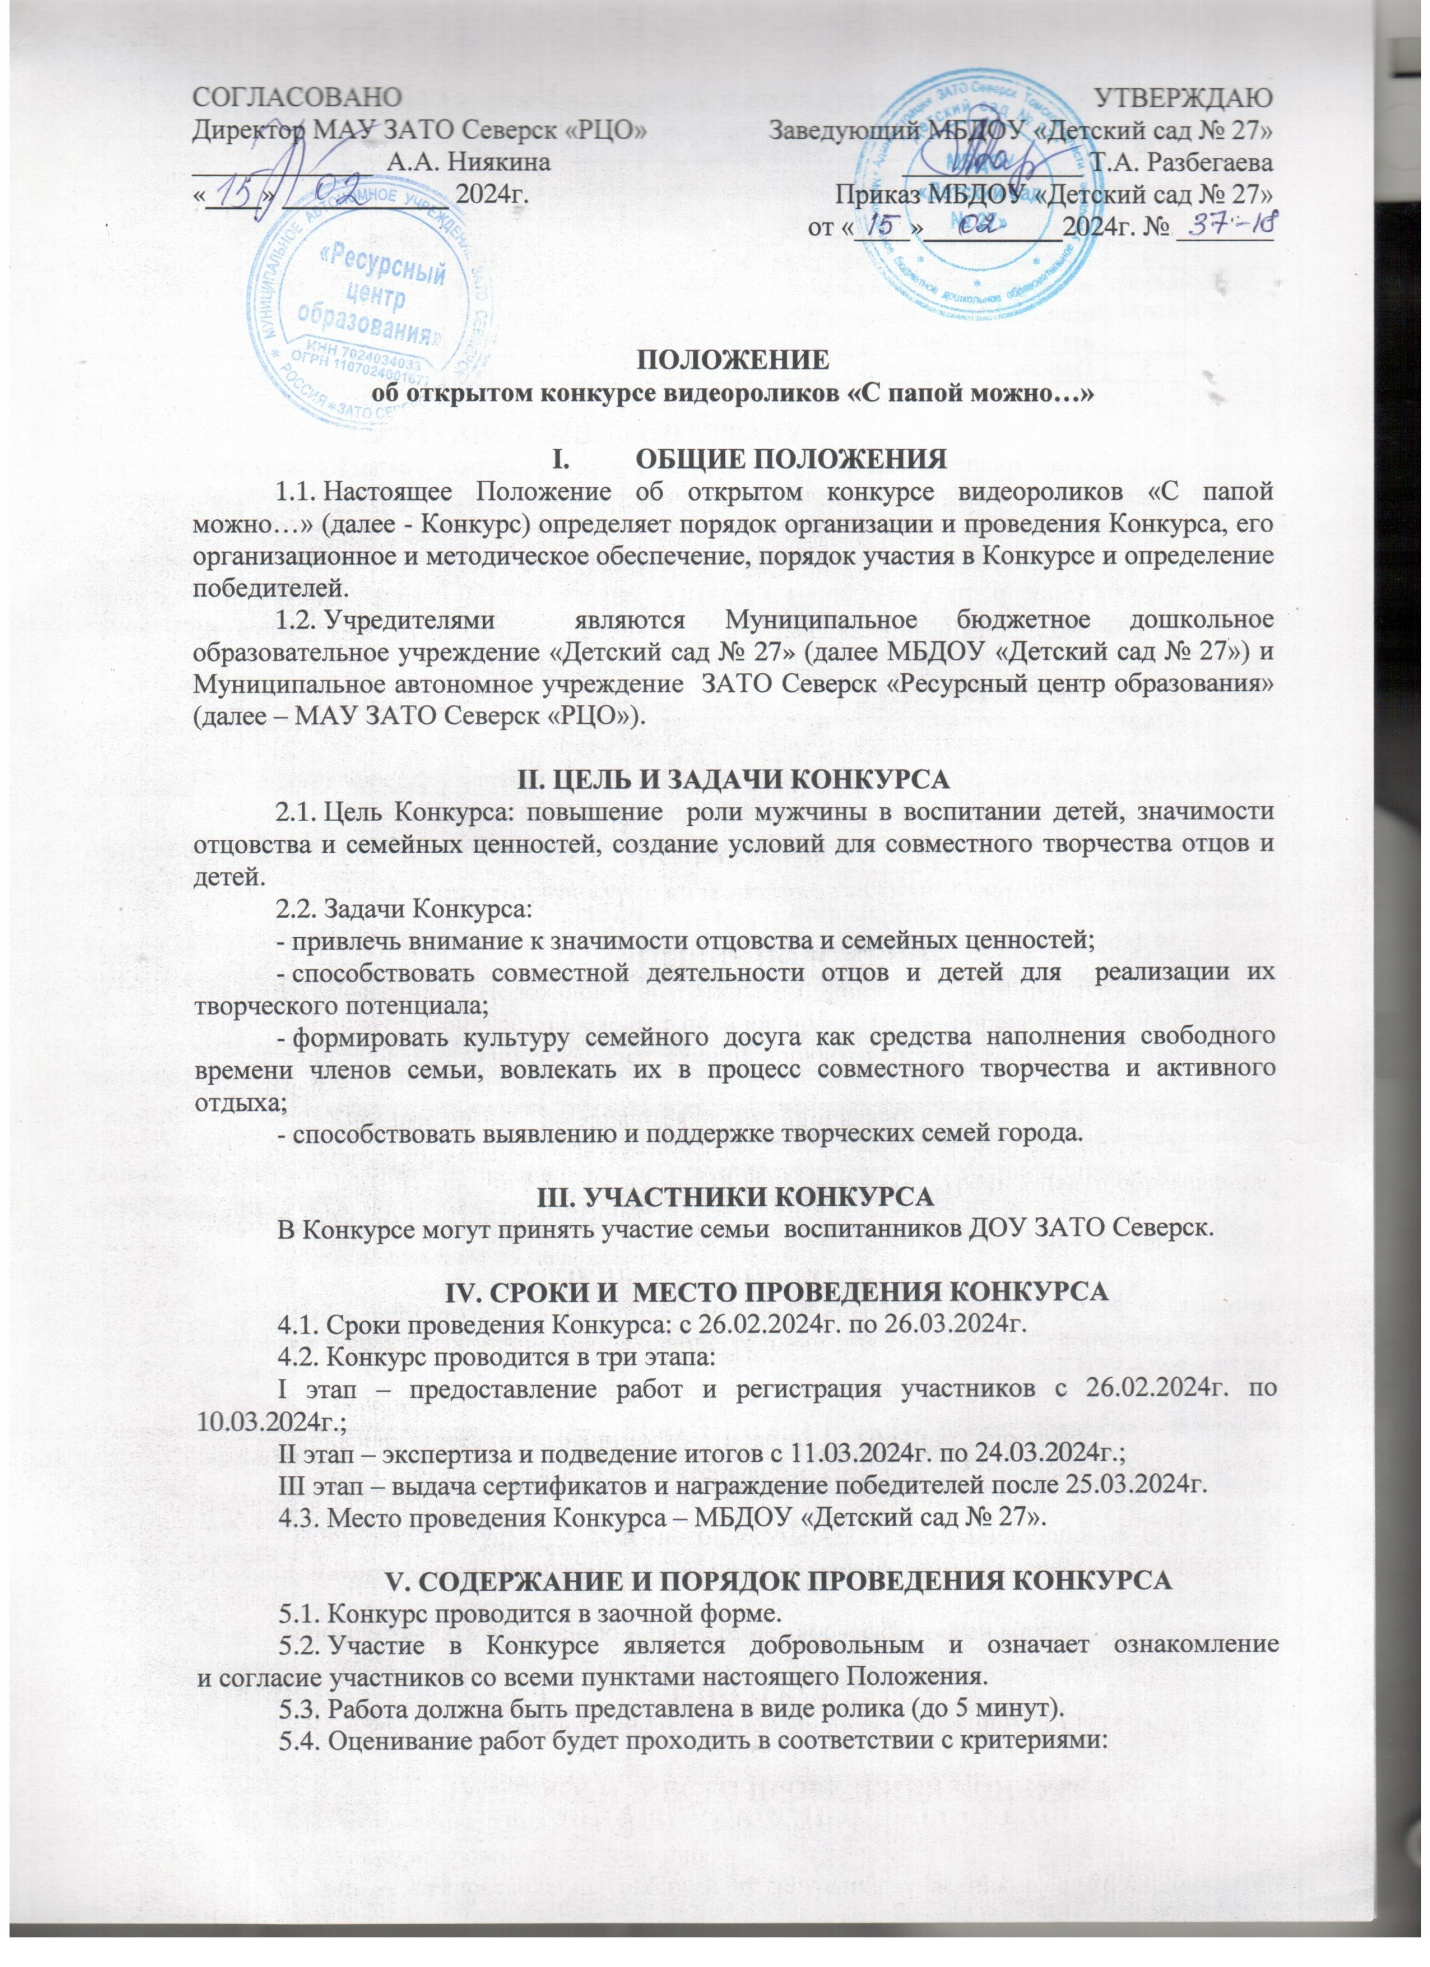 СОГЛАСОВАНО
Директор МАУ ЗАТО Северск «РЦО»
_______________ А.А. Ниякина
«15» 02 2024г.
УТВЕРЖДАЮ
Заведующий МБДОУ «Детский сад № 27»
_____________ Т.А. Разбегаева
Приказ МБДОУ «Детский сад № 27»
от «15» 02 2024г. № 37-18
«Ресурсный
центр
образования»
ИНН 7024034033
ПОЛОЖЕНИЕ
об открытом конкурсе видеороликов «С папой можно…»
I. ОБЩИЕ ПОЛОЖЕНИЯ
1.1. Настоящее Положение об открытом конкурсе видеороликов «С папой
можно…» (далее - Конкурс) определяет порядок организации и проведения Конкурса, его
организационное и методическое обеспечение, порядок участия в Конкурсе и определение
победителей.
1.2. Учредителями являются Муниципальное бюджетное дошкольное
образовательное учреждение «Детский сад № 27» (далее МБДОУ «Детский сад № 27») и
Муниципальное автономное учреждение ЗАТО Северск «Ресурсный центр образования»
(далее – МАУ ЗАТО Северск «РЦО»).
II. ЦЕЛЬ И ЗАДАЧИ КОНКУРСА
2.1. Цель Конкурса: повышение роли мужчины в воспитании детей, значимости
отцовства и семейных ценностей, создание условий для совместного творчества отцов и
детей.
2.2. Задачи Конкурса:
- привлечь внимание к значимости отцовства и семейных ценностей;
- способствовать совместной деятельности отцов и детей для реализации их
творческого потенциала;
- формировать культуру семейного досуга как средства наполнения свободного
времени членов семьи, вовлекать их в процесс совместного творчества и активного
отдыха;
- способствовать выявлению и поддержке творческих семей города.
III. УЧАСТНИКИ КОНКУРСА
В Конкурсе могут принять участие семьи воспитанников ДОУ ЗАТО Северск.
IV. СРОКИ И МЕСТО ПРОВЕДЕНИЯ КОНКУРСА
4.1. Сроки проведения Конкурса: с 26.02.2024г. по 26.03.2024г.
4.2. Конкурс проводится в три этапа:
I этап – предоставление работ и регистрация участников с 26.02.2024г. по
10.03.2024г.;
II этап – экспертиза и подведение итогов с 11.03.2024г. по 24.03.2024г.;
III этап – выдача сертификатов и награждение победителей после 25.03.2024г.
4.3. Место проведения Конкурса – МБДОУ «Детский сад № 27».
V. СОДЕРЖАНИЕ И ПОРЯДОК ПРОВЕДЕНИЯ КОНКУРСА
5.1. Конкурс проводится в заочной форме.
5.2. Участие в Конкурсе является добровольным и означает ознакомление
и согласие участников со всеми пунктами настоящего Положения.
5.3. Работа должна быть представлена в виде ролика (до 5 минут).
5.4. Оценивание работ будет проходить в соответствии с критериями: